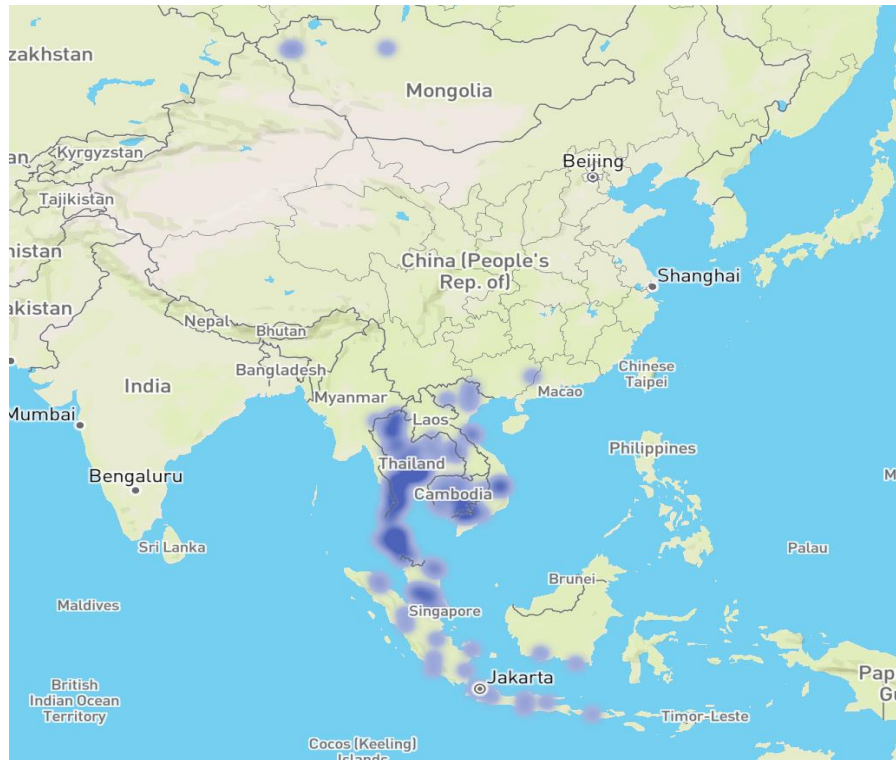 zakhstan
Mongolia
Kyrgyzstan
an
Beijing
Tajikistan
nistan
China (People's
Rep. of)
Shanghai
akistan
Nepal
Bhutan
Bangladesh
India
Myanmar
Macao
Chinese
Taipei
Mumbai
Laos
Philippines
Thailand
Bengaluru
Cambodia
M
Sri Lanka
Palau
Maldives
Brunei
Singapore
British
Indian Ocean
Territory
Jakarta
Pap
Gu
Timor-Leste
Cocos (Keeling)
Islands